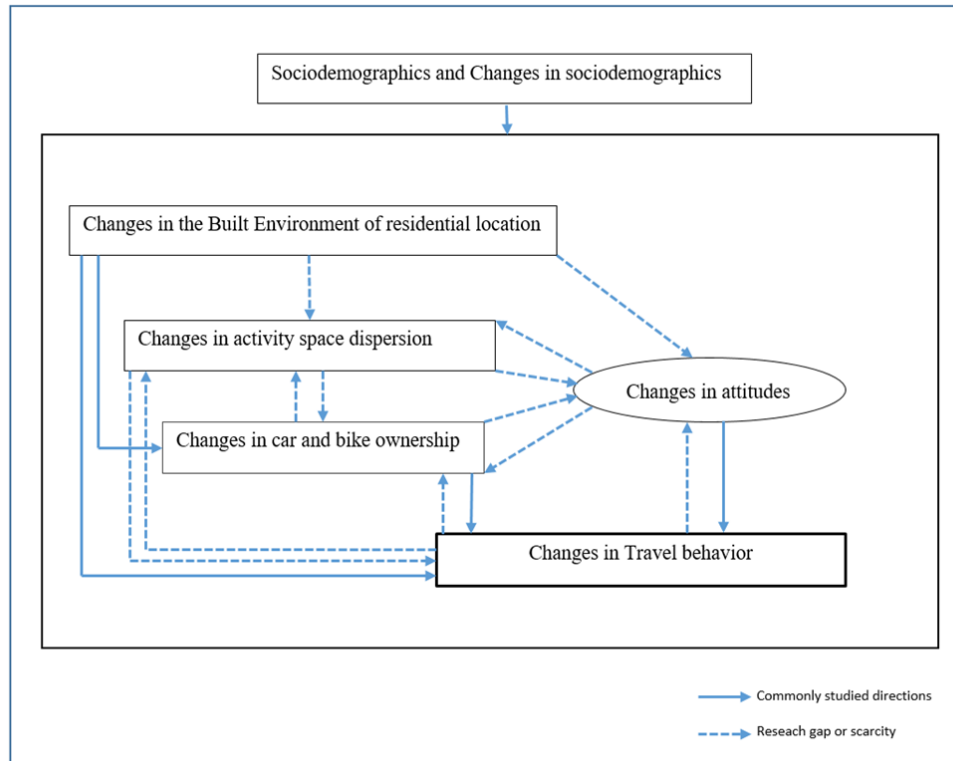 Sociodemographics and Changes in sociodemographics
Changes in the Built Environment of residential location
Changes in activity space dispersion
Changes in attitudes
Changes in car and bike ownership
Changes in Travel behavior
Commonly studied directions
Reseach gap or scarcity